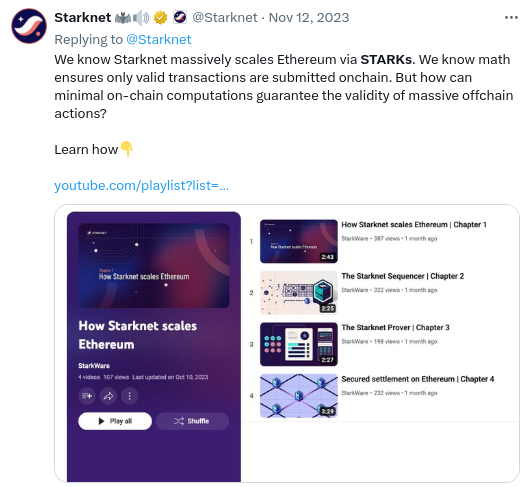 Starknet @Starknet · Nov 12, 2023
Replying to @Starknet
We know Starknet massively scales Ethereum via STARKs. We know math
ensures only valid transactions are submitted onchain. But how can
minimal on-chain computations guarantee the validity of massive offchain
actions?
Learn how👇
youtube.com/playlist?list=...
STARKNET
Chapter 1
How Starknet scales Ethereum
How Starknet scales
Ethereum
StarkWare
4 videos 107 views Last updated on Oct 10, 2023
Play all
Shuffle
1
How Starknet scales Ethereum
2:43
How Starknet scales Ethereum | Chapter 1
StarkWare • 387 views • 1 month ago
2
2:25
The Starknet Sequencer | Chapter 2
StarkWare • 322 views • 1 month ago
3
2:27
The Starknet Prover | Chapter 3
StarkWare • 198 views • 1 month ago
4
3:29
Secured settlement on Ethereum | Chapter 4
StarkWare • 232 views • 1 month ago